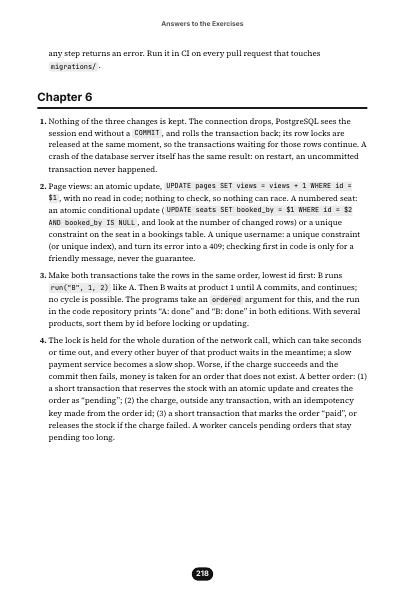 Answers to the Exercises
any step returns an error. Run it in CI on every pull request that touches
migrations/ .
Chapter 6
1. Nothing of the three changes is kept. The connection drops, PostgreSQL sees the
session end without a COMMIT , and rolls the transaction back; its row locks are
released at the same moment, so the transactions waiting for those rows continue. A
crash of the database server itself has the same result: on restart, an uncommitted
transaction never happened.
2. Page views: an atomic update, UPDATE pages SET views = views + 1 WHERE id =
$1 , with no read in code; nothing to check, so nothing can race. A numbered seat:
an atomic conditional update ( UPDATE seats SET booked_by = $1 WHERE id = $2
AND booked_by IS NULL , and look at the number of changed rows) or a unique
constraint on the seat in a bookings table. A unique username: a unique constraint
(or unique index), and turn its error into a 409; checking first in code is only for a
friendly message, never the guarantee.
3. Make both transactions take the rows in the same order, lowest id first: B runs
run("B", 1, 2) like A. Then B waits at product 1 until A commits, and continues;
no cycle is possible. The programs take an ordered argument for this, and the run
in the code repository prints “A: done” and “B: done” in both editions. With several
products, sort them by id before locking or updating.
4. The lock is held for the whole duration of the network call, which can take seconds
or time out, and every other buyer of that product waits in the meantime; a slow
payment service becomes a slow shop. Worse, if the charge succeeds and the
commit then fails, money is taken for an order that does not exist. A better order: (1)
a short transaction that reserves the stock with an atomic update and creates the
order as “pending”; (2) the charge, outside any transaction, with an idempotency
key made from the order id; (3) a short transaction that marks the order “paid”, or
releases the stock if the charge failed. A worker cancels pending orders that stay
pending too long.
218